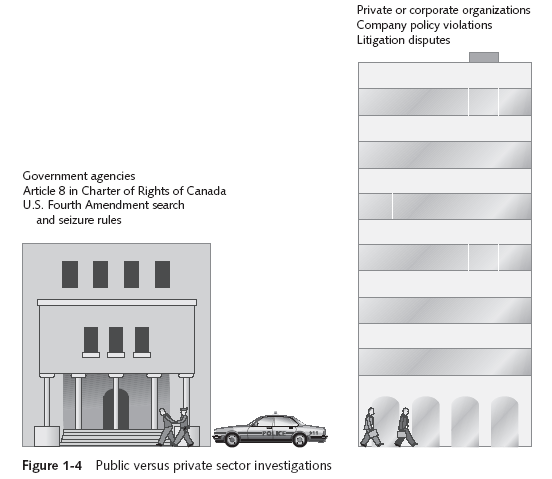 Private or corporate organizations
Company policy violations
Litigation disputes
Government agencies
Article 8 in Charter of Rights of Canada
U.S. Fourth Amendment search
and seizure rules
POLICE
Figure 1-4 Public versus private sector investigations